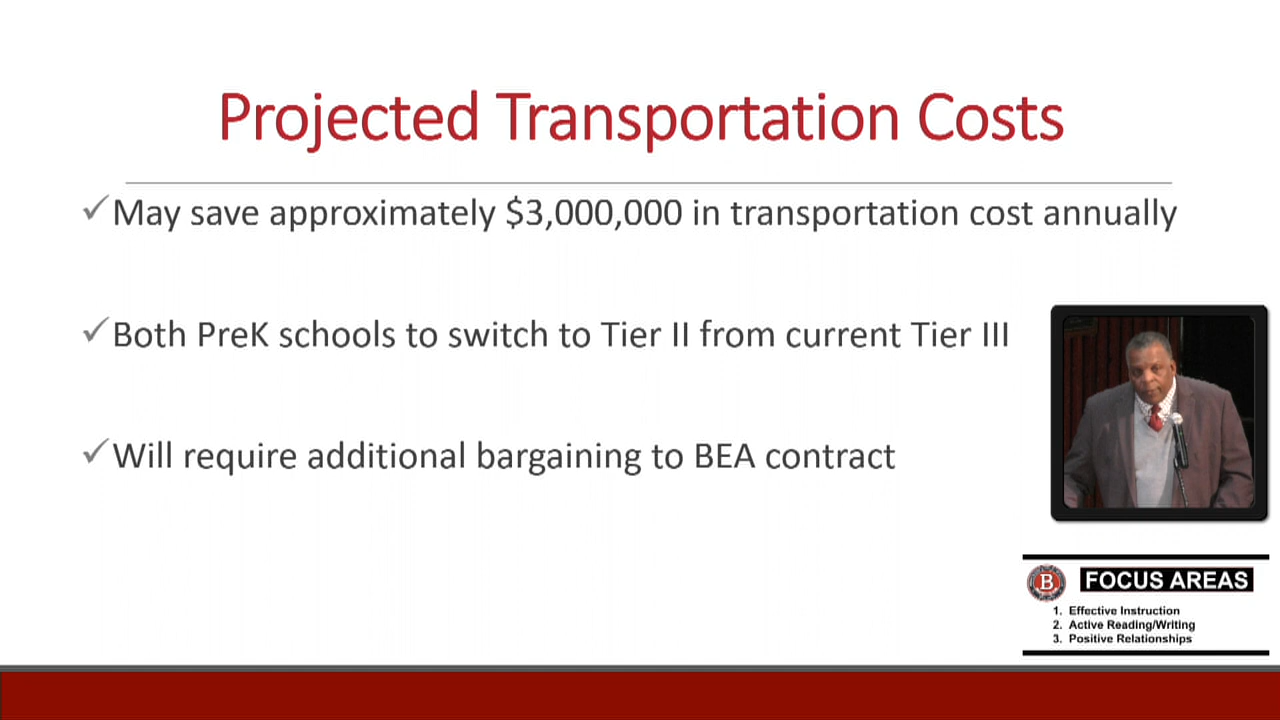 Projected Transportation Costs
May save approximately $3,000,000 in transportation cost annually
Both PreK schools to switch to Tier II from current Tier III
Will require additional bargaining to BEA contract
B
FOCUS AREAS
1. Effective Instruction
2. Active Reading/Writing
3. Positive Relationships